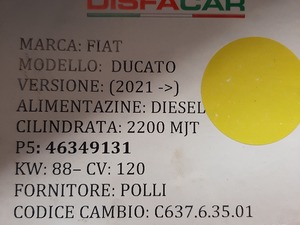 DISFACAR
MARCA: FIAT
MODELLO: DUCATO
VERSIONE: (2021 ->)
ALIMENTAZINE: DIESEL
CILINDRATA: 2200 MJT
P5: 46349131
KW: 88– CV: 120
FORNITORE: POLLI
CODICE CAMBIO: C637.6.35.01